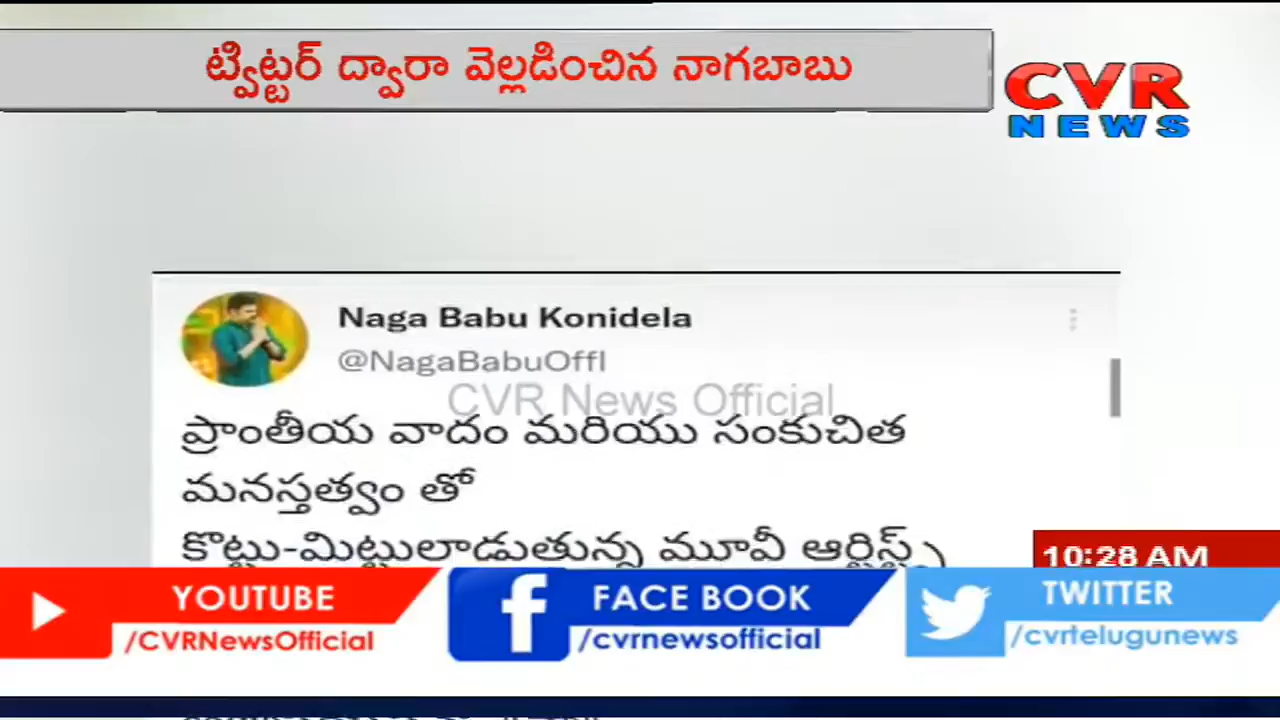 ట్విట్టర్ ద్వారా వెల్లడించిన నాగబాబు
CVR
NEWS
Naga Babu Konidela
@NagaBabuOffl
CVR News Official
ప్రాంతీయ వాదం మరియు సంకుచిత
మనస్తత్వం తో
కొట్టు-మిట్టులాడుతున్న మూవీ ఆర్టిస్ట్స్
10:28 AM
YOUTUBE
/CVRNewsOfficial
FACE BOOK
/cvrnewsofficial
TWITTER
/cvrtelugunews